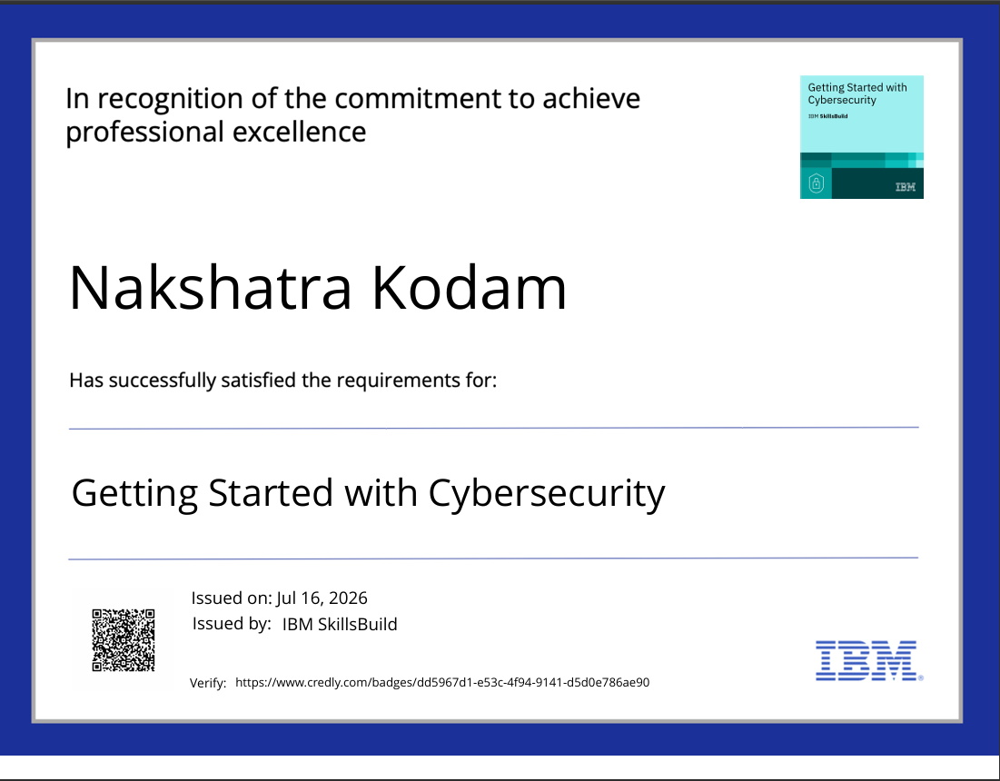 In recognition of the commitment to achieve
professional excellence
Getting Started with
Cybersecurity
IBM SkillsBuild
IBM
Nakshatra Kodam
Has successfully satisfied the requirements for:
Getting Started with Cybersecurity
Issued on: Jul 16, 2026
Issued by: IBM SkillsBuild
Verify: https://www.credly.com/badges/dd5967d1-e53c-4f94-9141-d5d0e786ae90
IBM®